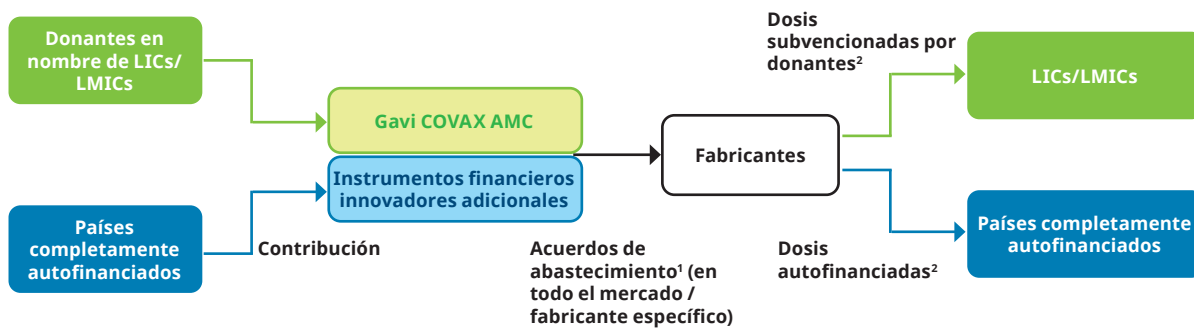 Donantes en
nombre de LICs/
LMICs
Gavi COVAX AMC
Instrumentos financieros
innovadores adicionales
Países
completamente
autofinanciados
Contribución
Acuerdos de
abastecimiento¹ (en
todo el mercado /
fabricante específico)
Fabricantes
Dosis
subvencionadas por
donantes²
LICs/LMICs
Dosis
autofinanciadas²
Países completamente
autofinanciados